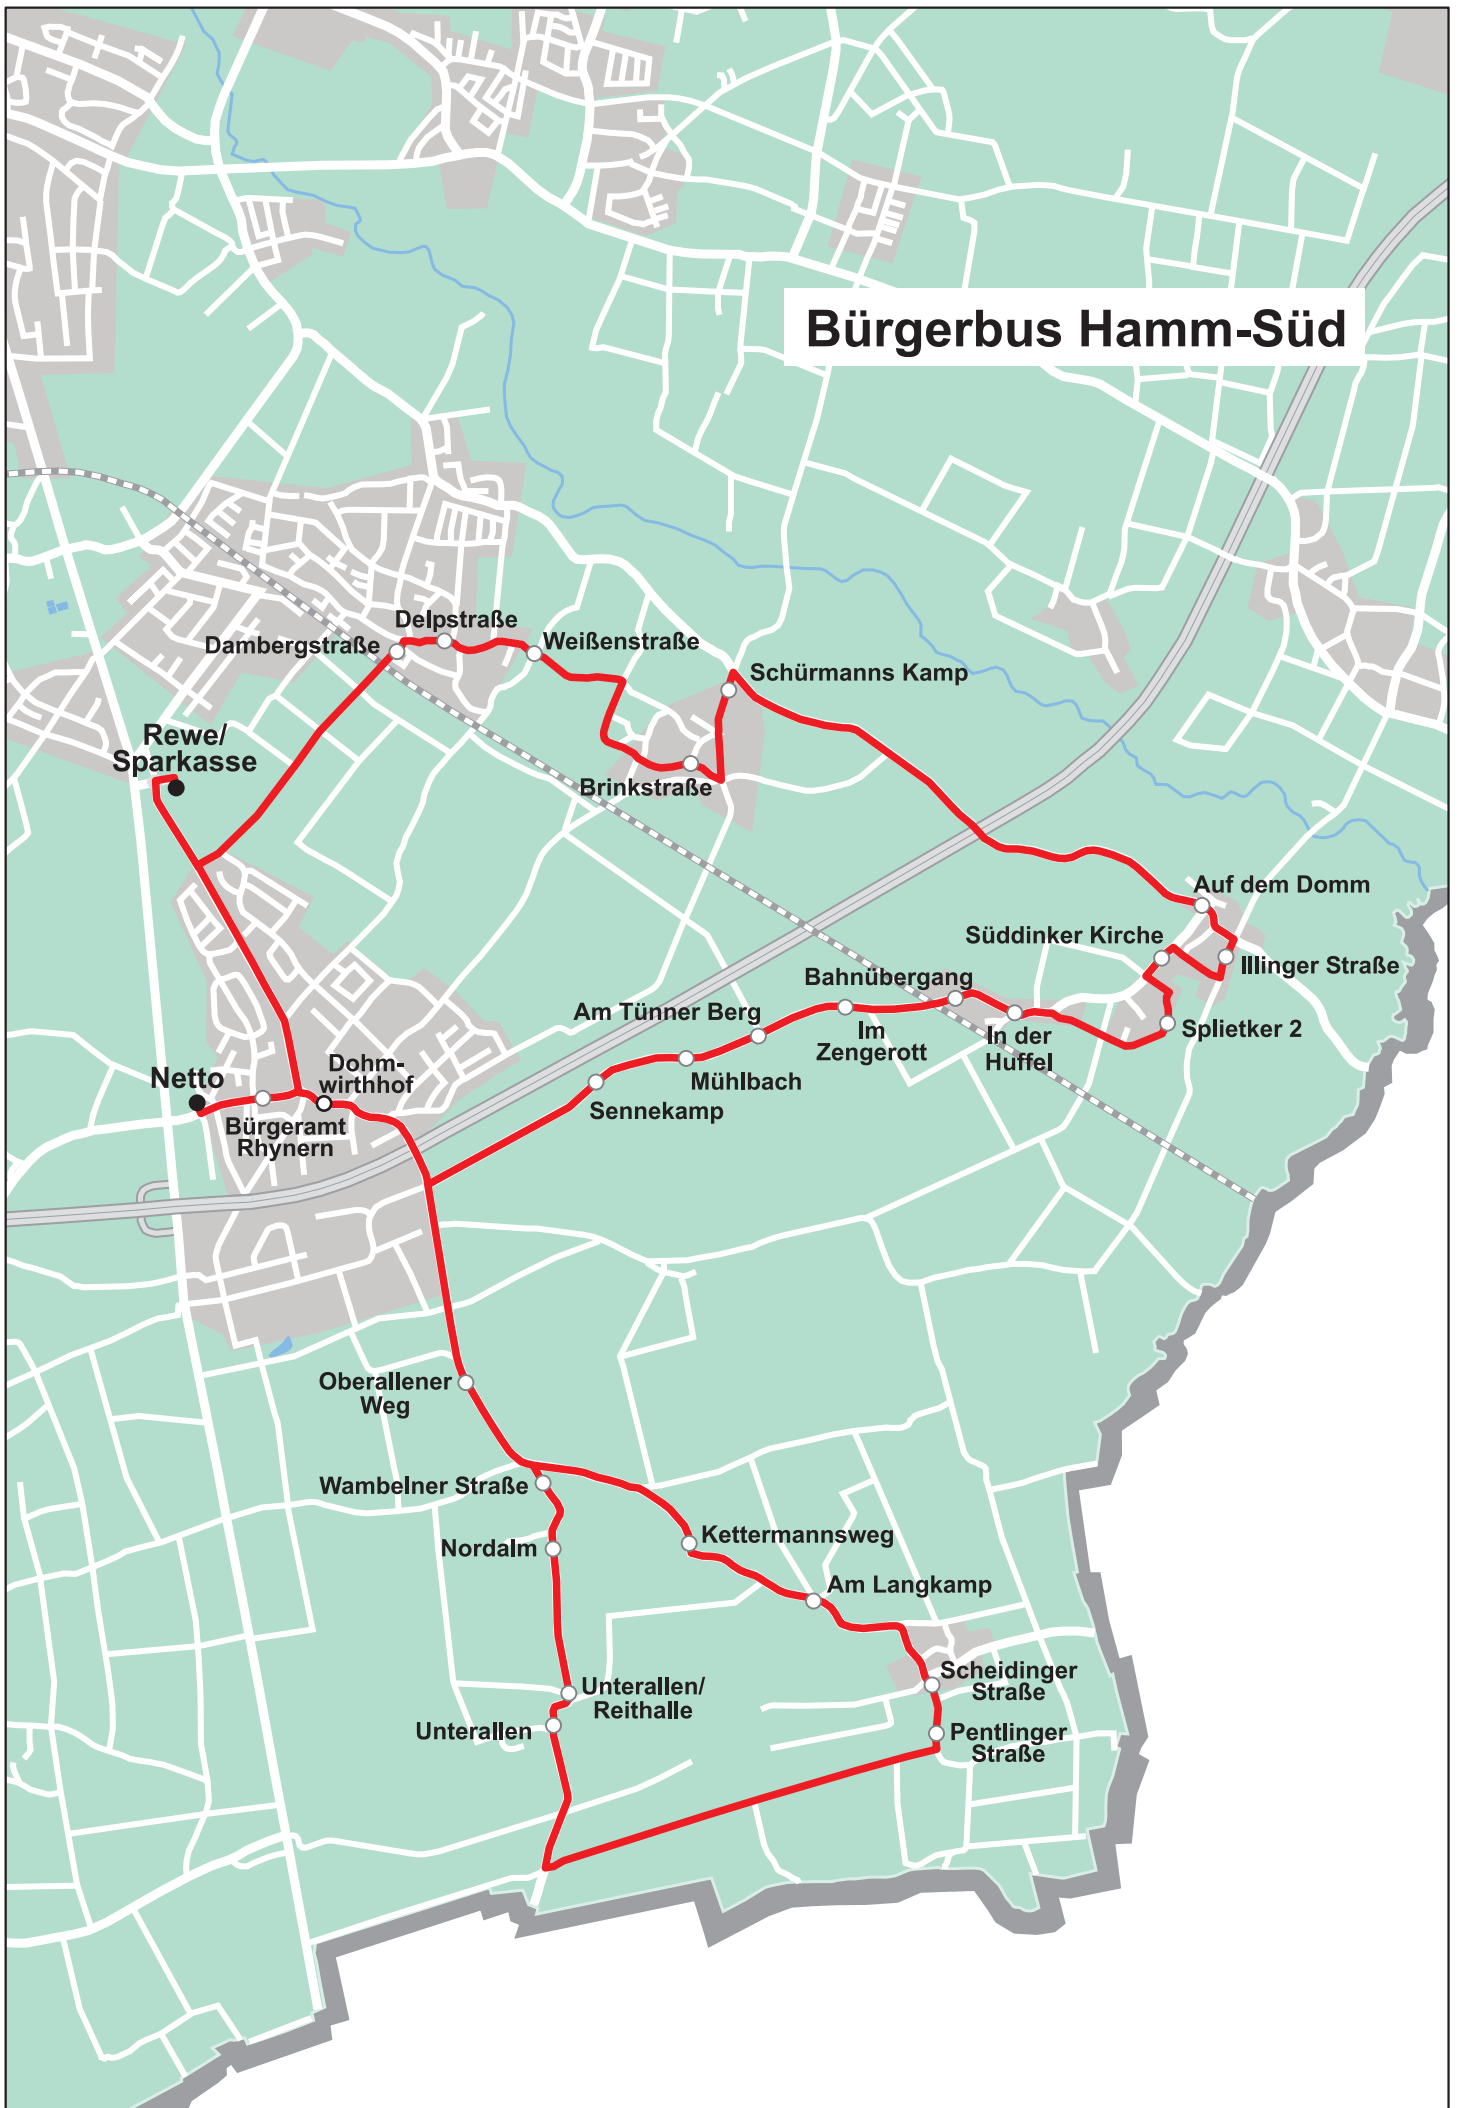 Bürgerbus Hamm-Süd
Delpstraße
Dambergstraße
Weißenstraße
Schürmanns Kamp
Rewe/
Sparkasse
Brinkstraße
Auf dem Domm
Süddinker Kirche
Illinger Straße
Bahnübergang
Am Tünner Berg
Im
Zengerott
In der
Huffel
Splietker 2
Dohm-
wirthhof
Netto
Mühlbach
Sennekamp
Bürgeramt
Rhynern
Oberallener
Weg
Wambelner Straße
Kettermannsweg
Nordalm
Am Langkamp
Scheidinger
Straße
Unterallen/
Reithalle
Unterallen
Pentlinger
Straße